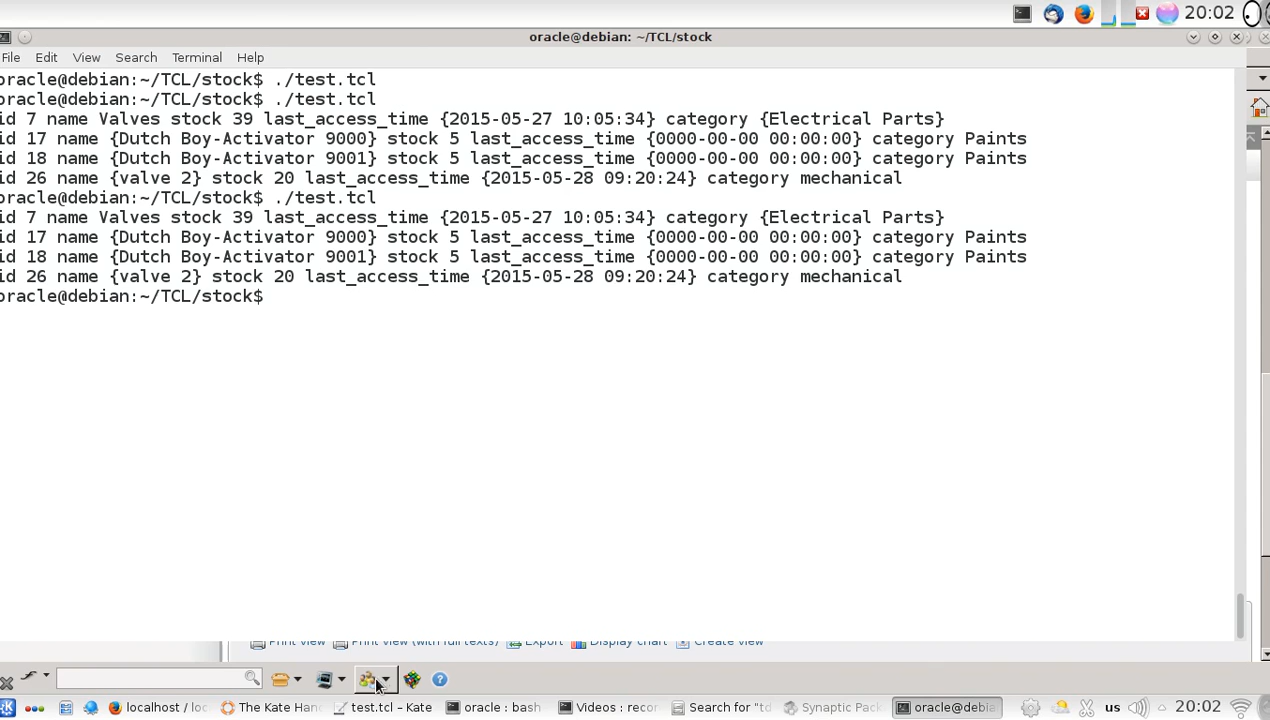 20:02
oracle@debian: ~/TCL/stock
File Edit View Search Terminal Help
oracle@debian:~/TCL/stock$ ./test.tcl
oracle@debian:~/TCL/stock$ ./test.tcl
id 7 name Valves stock 39 last_access_time {2015-05-27 10:05:34} category {Electrical Parts}
id 17 name {Dutch Boy-Activator 9000} stock 5 last_access_time {0000-00-00 00:00:00} category Paints
id 18 name {Dutch Boy-Activator 9001} stock 5 last_access_time {0000-00-00 00:00:00} category Paints
id 26 name {valve 2} stock 20 last_access_time {2015-05-28 09:20:24} category mechanical
oracle@debian:~/TCL/stock$ ./test.tcl
id 7 name Valves stock 39 last_access_time {2015-05-27 10:05:34} category {Electrical Parts}
id 17 name {Dutch Boy-Activator 9000} stock 5 last_access_time {0000-00-00 00:00:00} category Paints
id 18 name {Dutch Boy-Activator 9001} stock 5 last_access_time {0000-00-00 00:00:00} category Paints
id 26 name {valve 2} stock 20 last_access_time {2015-05-28 09:20:24} category mechanical
oracle@debian:~/TCL/stock$
Print view Print view (with full texts) Export Display chart Create view
localhost / loc The Kate Han test.tcl – Kate oracle : bash Videos : recor Search for "td Synaptic Pack oracle@debia us 20:02